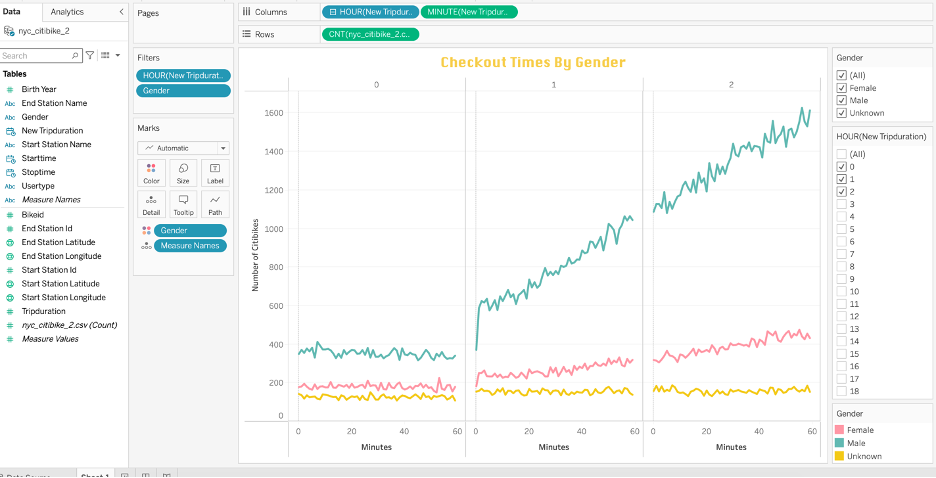 Data
Analytics
nyc_citibike_2
Search
Tables
Birth Year
Abc End Station Name
Abc Gender
New Tripduration
Abc Start Station Name
Starttime
Stoptime
Abc Usertype
Abc Measure Names
Bikeid
End Station Id
End Station Latitude
End Station Longitude
Start Station Id
Start Station Latitude
Start Station Longitude
Tripduration
nyc_citibike_2.csv (Count)
Measure Values
Pages
Filters
HOUR(New Tripdurat..
Gender
Marks
Automatic
Color Size Label
Detail Tooltip Path
Gender
Measure Names
Columns
HOUR(New Tripdur..
MINUTE(New Tripdur..
Rows
CNT(nyc_citibike_2.c..
Checkout Times By Gender
0 1 2
Number of Citibikes
1600
1400
1200
1000
800
600
400
200
0
0 20 40 60 0 20 40 60 0 20 40 60
Minutes Minutes Minutes
Gender
(All)
Female
Male
Unknown
HOUR(New Tripduration)
(All)
0
1
2
3
4
5
6
7
8
9
10
11
12
13
14
15
16
17
18
Gender
Female
Male
Unknown
Sheet 1